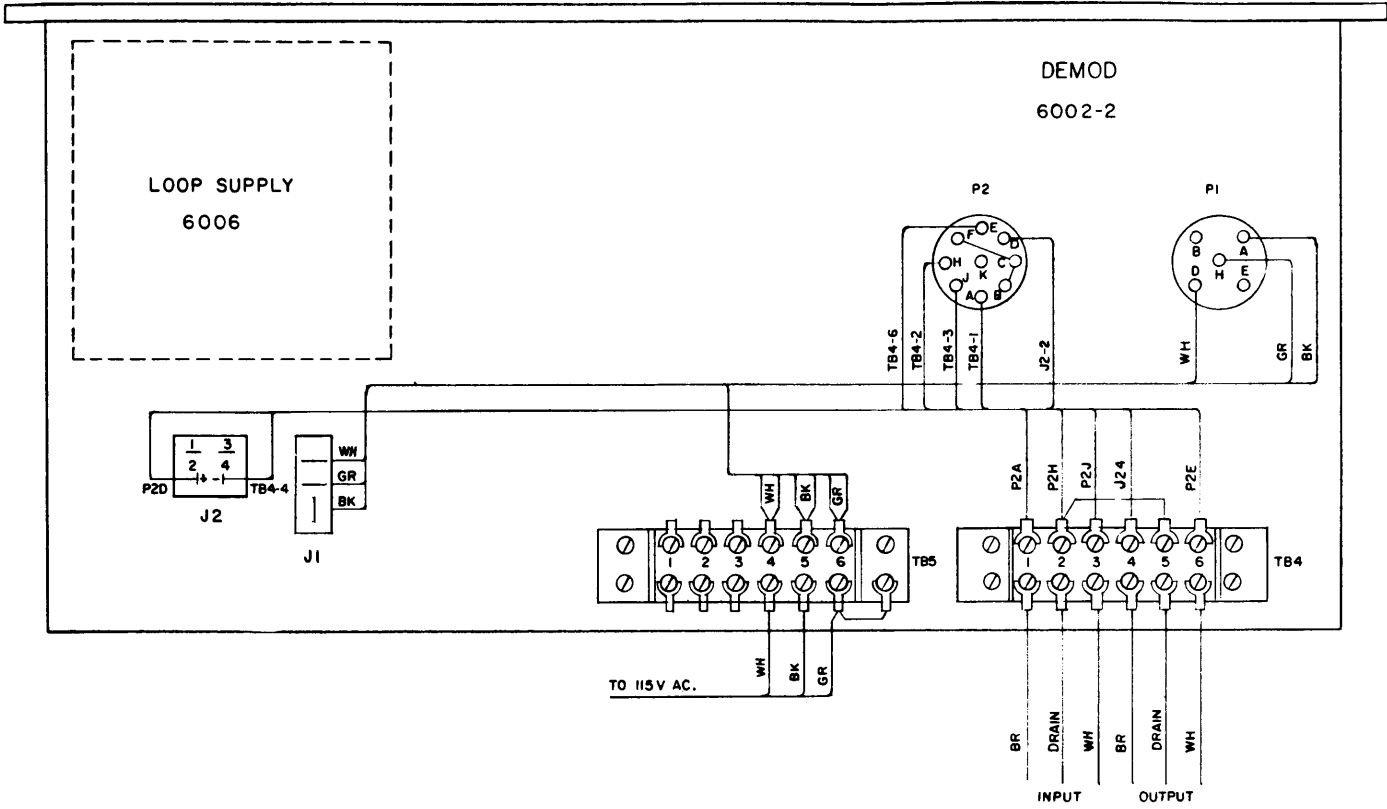 DEMOD
6002-2
LOOP SUPPLY
6006
P2
P1
E
F
D
H
K
C
J
A
B
B
A
D
H
E
TB4-6
TB4-2
TB4-3
TB4-1
J2-2
WH
GR
BK
1 3
2 4
+ -
P2D
TB4-4
J2
WH
GR
BK
J1
WH
BK
GR
1 2 3 4 5 6
TB5
P2A
P2H
P2J
J24
P2E
1 2 3 4 5 6
TB4
WH
BK
GR
TO 115V AC.
BR
DRAIN
WH
BR
DRAIN
WH
INPUT
OUTPUT